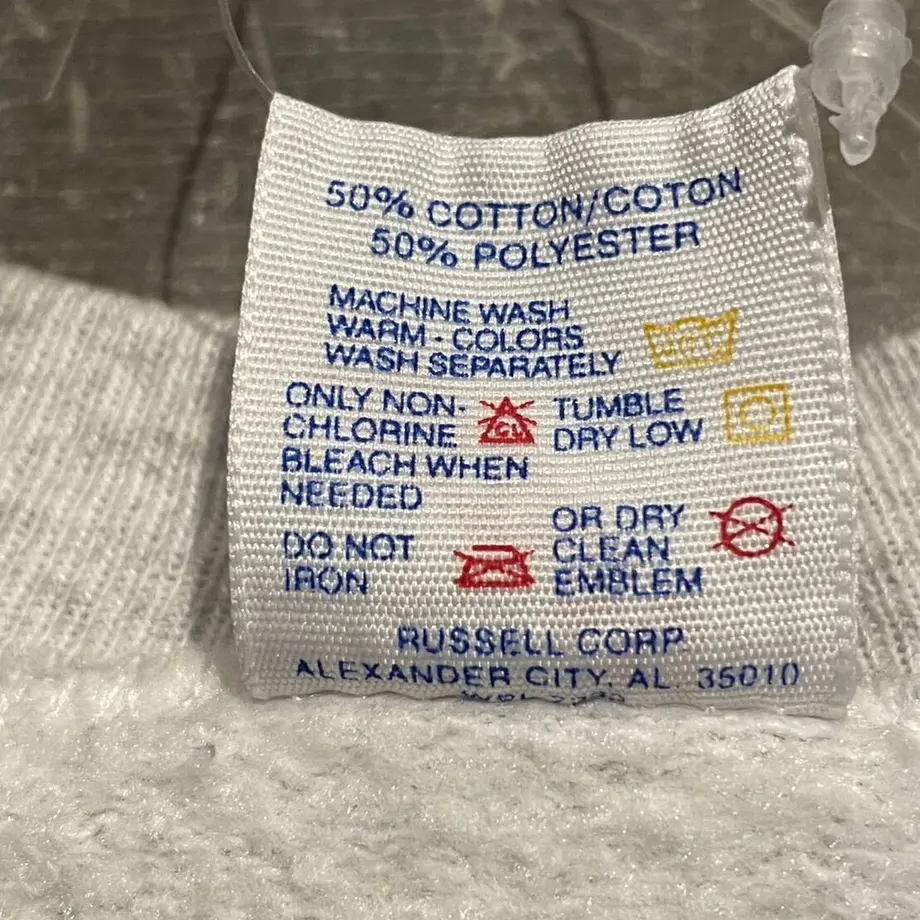 50% COTTON/COTON
50% POLYESTER
MACHINE WASH
WARM - COLORS
WASH SEPARATELY
ONLY NON-
CHLORINE
BLEACH WHEN
NEEDED
CL
TUMBLE
DRY LOW
DO NOT
IRON
OR DRY
CLEAN
EMBLEM
RUSSELL CORP.
ALEXANDER CITY, AL. 35010